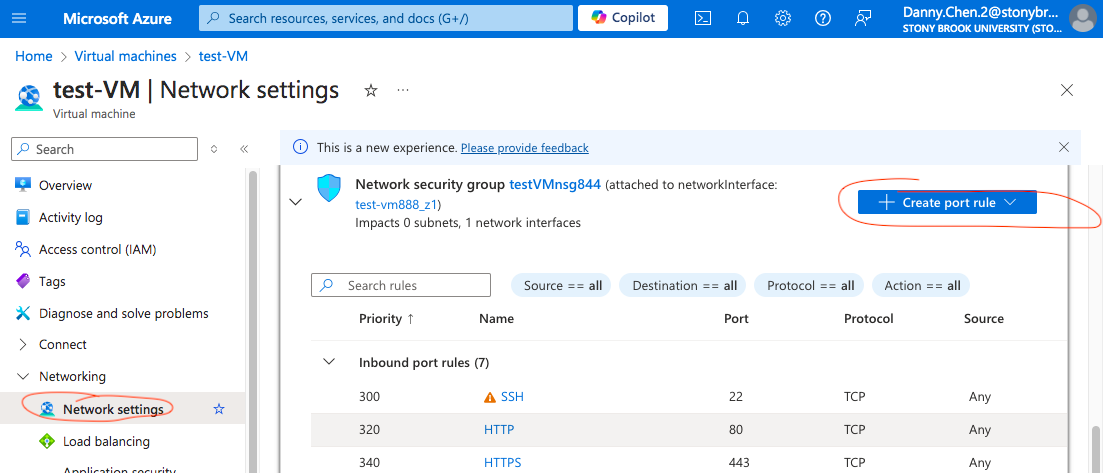 Microsoft Azure
Search resources, services, and docs (G+/)
Copilot
Danny.Chen.2@stonybr...
STONY BROOK UNIVERSITY (STO...
Home > Virtual machines > test-VM
test-VM | Network settings
Virtual machine
Search
Overview
Activity log
Access control (IAM)
Tags
Diagnose and solve problems
Connect
Networking
Network settings
Load balancing
Application security
This is a new experience. Please provide feedback
Network security group testVMnsg844 (attached to networkInterface:
test-vm888_z1)
Impacts 0 subnets, 1 network interfaces
Create port rule
Search rules
Source == all
Destination == all
Protocol == all
Action == all
Priority ↑ Name Port Protocol Source
Inbound port rules (7)
300 SSH 22 TCP Any
320 HTTP 80 TCP Any
340 HTTPS 443 TCP Any